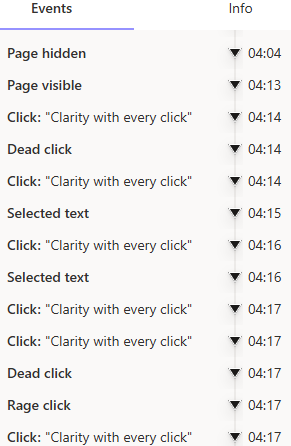 Events Info
Page hidden 04:04
Page visible 04:13
Click: "Clarity with every click" 04:14
Dead click 04:14
Click: "Clarity with every click" 04:14
Selected text 04:15
Click: "Clarity with every click" 04:16
Selected text 04:16
Click: "Clarity with every click" 04:17
Click: "Clarity with every click" 04:17
Dead click 04:17
Rage click 04:17
Click: "Clarity with every click" 04:17